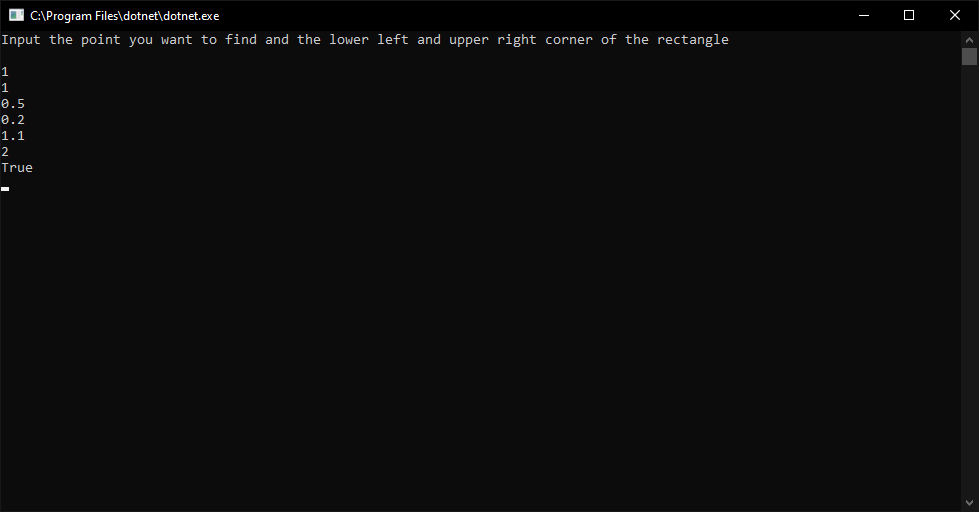 C:\Program Files\dotnet\dotnet.exe
Input the point you want to find and the lower left and upper right corner of the rectangle
1
1
0.5
0.2
1.1
2
True